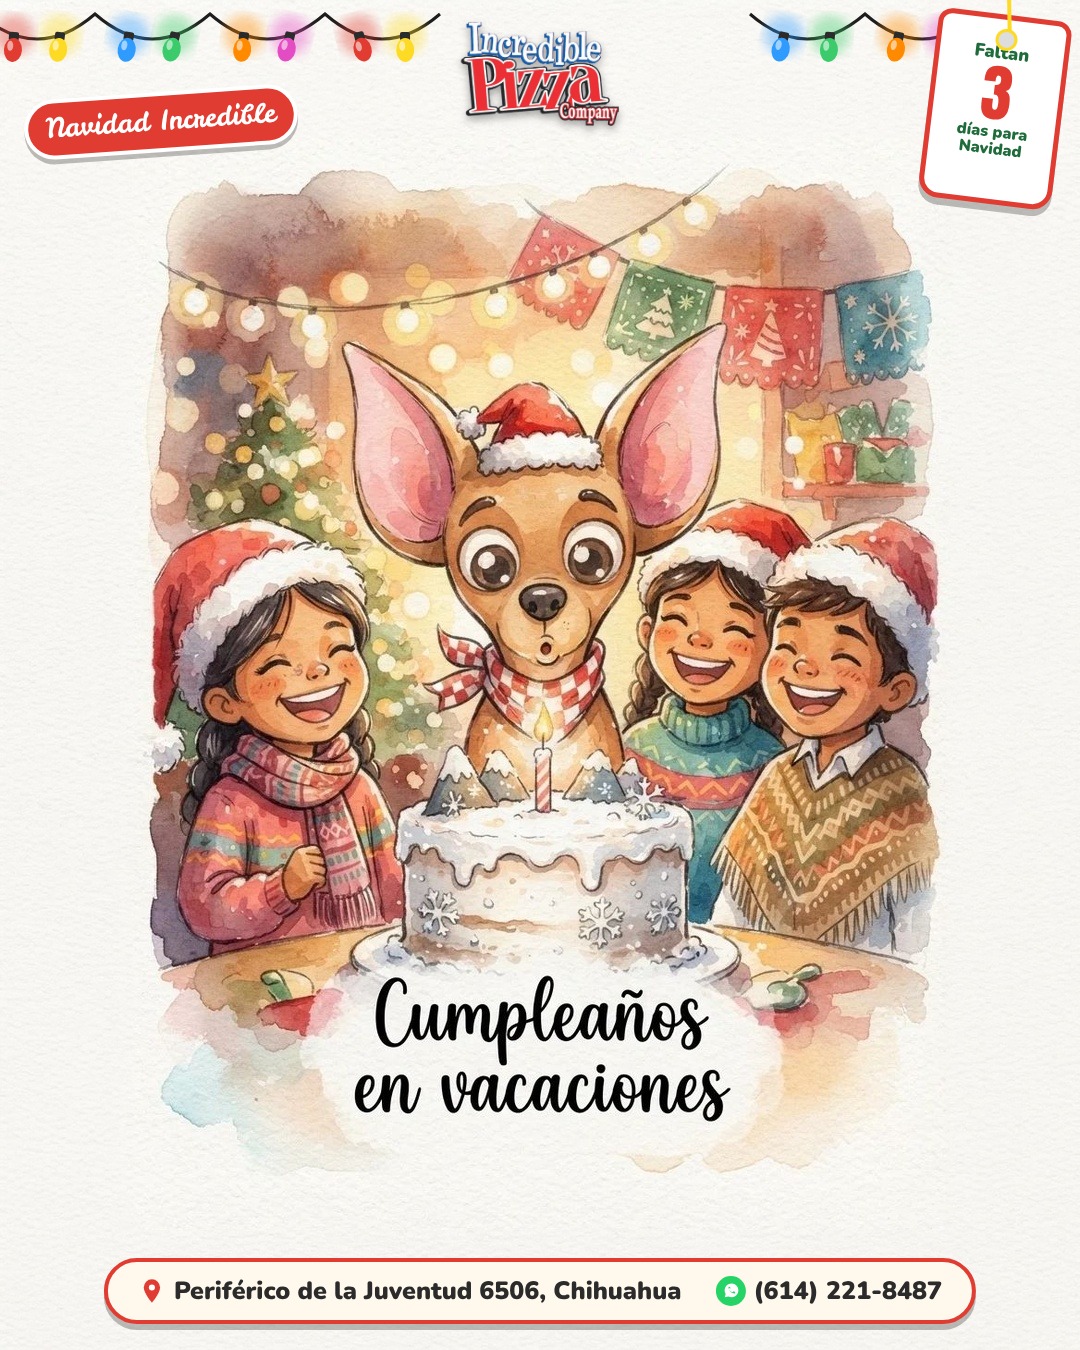 Incredible
Pizza
Company
Faltan
3
días para
Navidad
Navidad Incredible
Cumpleaños
en vacaciones
Periférico de la Juventud 6506, Chihuahua
(614) 221-8487